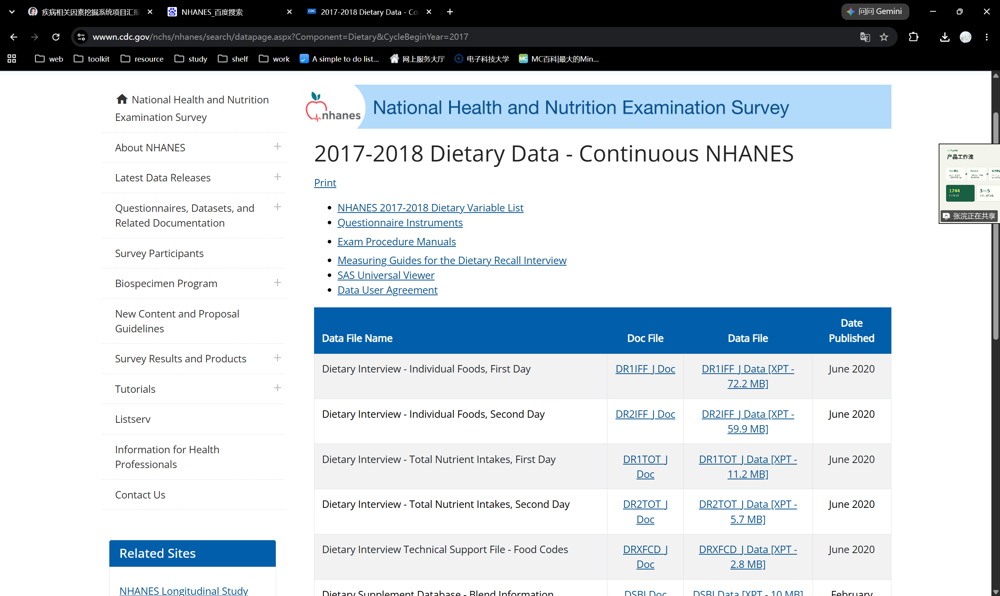 疾病相关因素挖掘系统项目汇报
NHANES_百度搜索
CDC
2017-2018 Dietary Data - Co
问问 Gemini
wwwn.cdc.gov/nchs/nhanes/search/datapage.aspx?Component=Dietary&CycleBeginYear=2017
web
toolkit
resource
study
shelf
work
A simple to do list...
网上服务大厅
电子科技大学
MC
MC百科|最大的Min...
National Health and Nutrition
Examination Survey
About NHANES
Latest Data Releases
Questionnaires, Datasets, and
Related Documentation
Survey Participants
Biospecimen Program
New Content and Proposal
Guidelines
Survey Results and Products
Tutorials
Listserv
Information for Health
Professionals
Contact Us
Related Sites
NHANES Longitudinal Study
nhanes
National Health and Nutrition Examination Survey
2017-2018 Dietary Data - Continuous NHANES
Print
NHANES 2017-2018 Dietary Variable List
Questionnaire Instruments
Exam Procedure Manuals
Measuring Guides for the Dietary Recall Interview
SAS Universal Viewer
Data User Agreement
Data File Name
Doc File
Data File
Date
Published
Dietary Interview - Individual Foods, First Day
DR1IFF_J Doc
DR1IFF_J Data [XPT -
72.2 MB]
June 2020
Dietary Interview - Individual Foods, Second Day
DR2IFF_J Doc
DR2IFF_J Data [XPT -
59.9 MB]
June 2020
Dietary Interview - Total Nutrient Intakes, First Day
DR1TOT_J
Doc
DR1TOT_J Data [XPT -
11.2 MB]
June 2020
Dietary Interview - Total Nutrient Intakes, Second Day
DR2TOT_J
Doc
DR2TOT_J Data [XPT -
5.7 MB]
June 2020
Dietary Interview Technical Support File - Food Codes
DRXFCD_J
Doc
DRXFCD_J Data [XPT -
2.8 MB]
June 2020
Dietary Supplement Database - Blend Information
DSBI Doc
DSBI Data [XPT - 10 MB]
February
产品工作流
1744
3—5
张浣正在共享